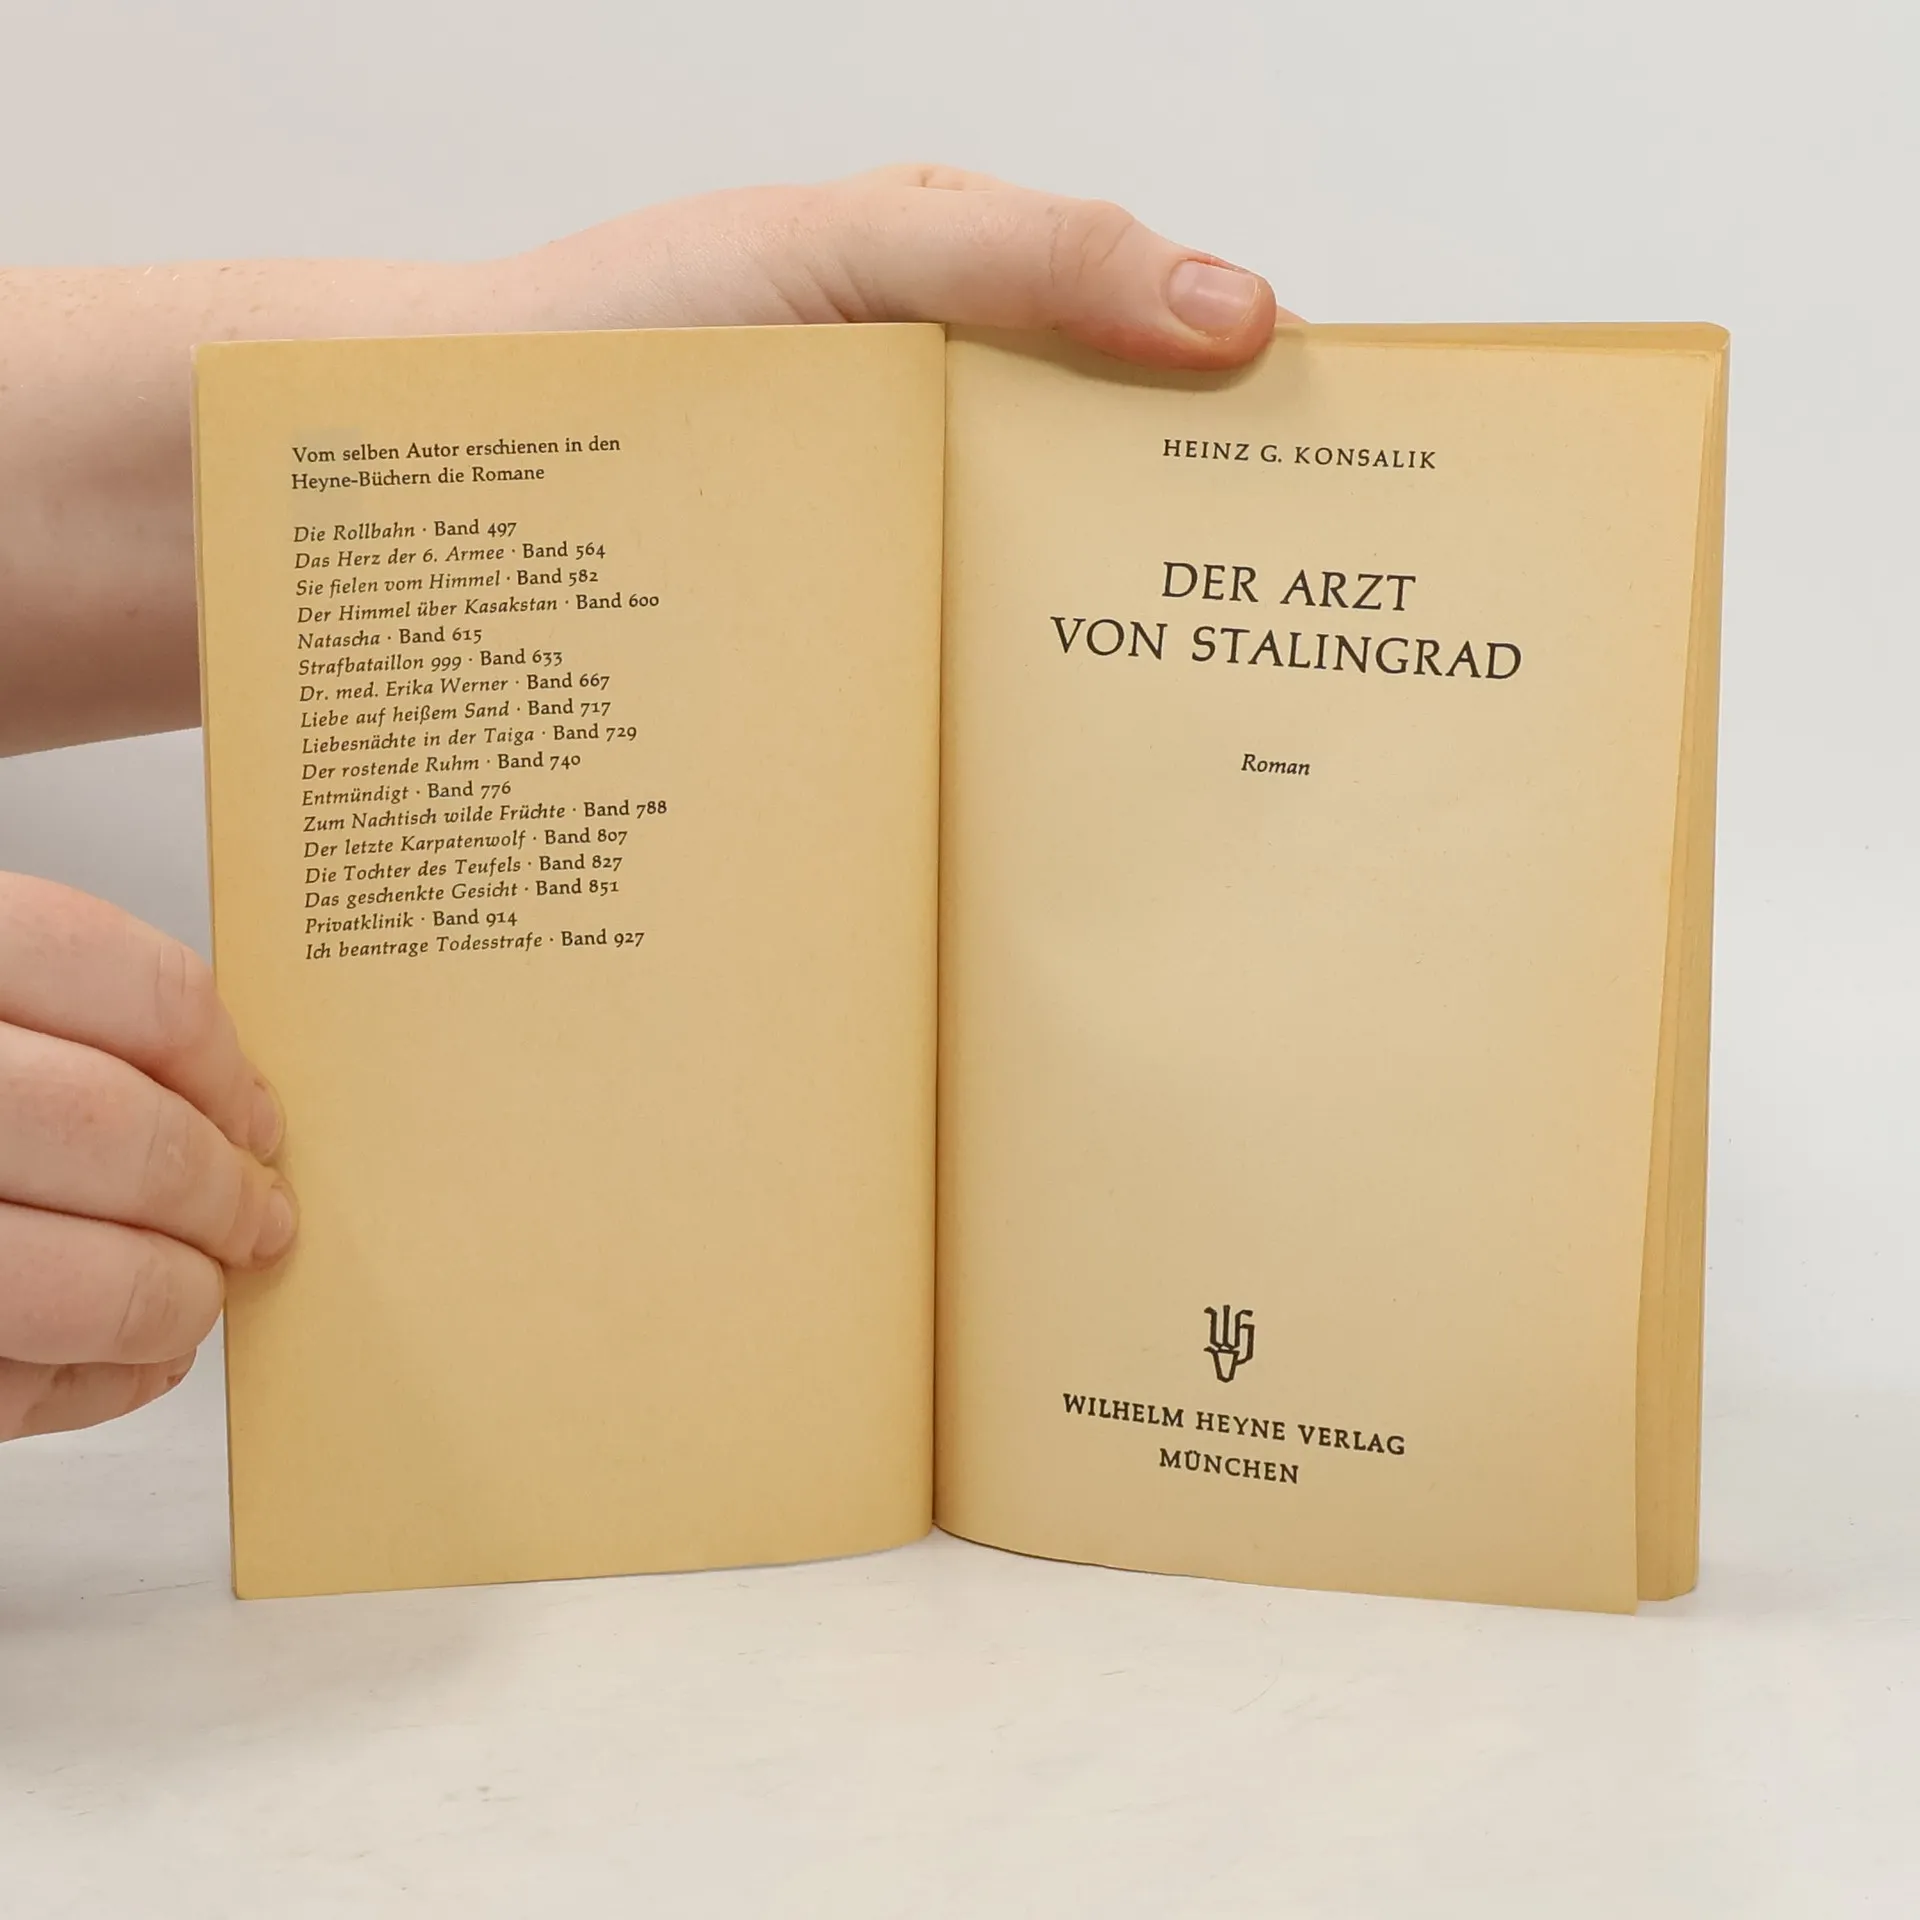 Vom selben Autor erschienen in den
Heyne-Büchern die Romane
Die Rollbahn · Band 497
Das Herz der 6. Armee · Band 564
Sie fielen vom Himmel · Band 582
Der Himmel über Kasakstan · Band 600
Natascha · Band 615
Strafbataillon 999 · Band 633
Dr. med. Erika Werner · Band 667
Liebe auf heißem Sand · Band 717
Liebesnächte in der Taiga · Band 729
Der rostende Ruhm · Band 740
Entmündigt · Band 776
Zum Nachtisch wilde Früchte · Band 788
Der letzte Karpatenwolf · Band 807
Die Tochter des Teufels · Band 827
Das geschenkte Gesicht · Band 851
Privatklinik · Band 914
Ich beantrage Todesstrafe · Band 927
HEINZ G. KONSALIK
DER ARZT
VON STALINGRAD
Roman
WHV
WILHELM HEYNE VERLAG
MÜNCHEN